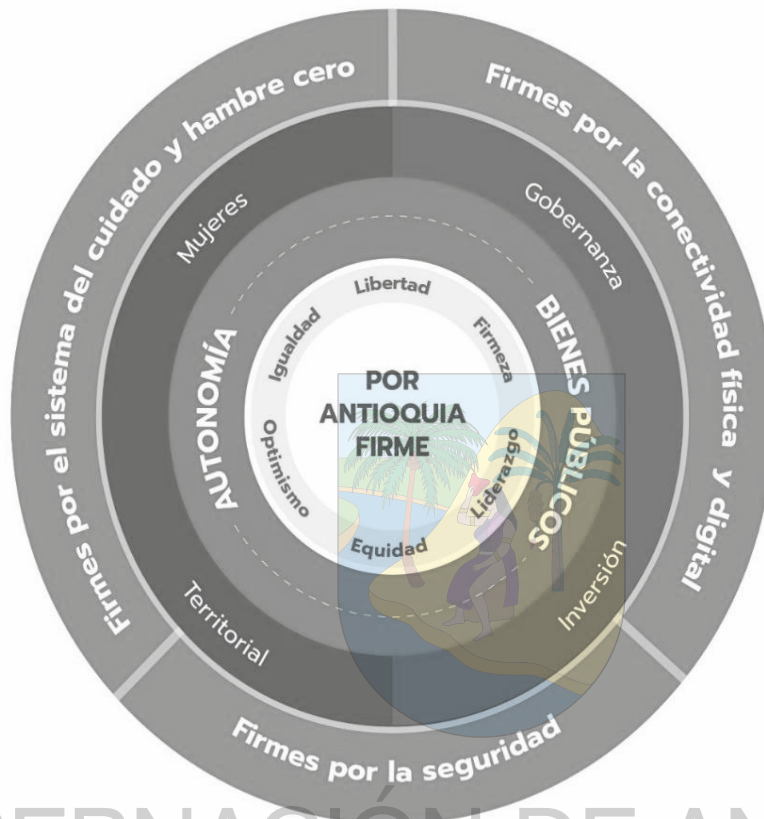 Firmes por el sistema del cuidado y hambre cero
Firmes por la conectividad física y digital
Firmes por la seguridad
Mujeres
Gobernanza
Territorial
Inversión
AUTONOMÍA
BIENES PÚBLICOS
Libertad
Igualdad
Firmeza
Optimismo
Liderazgo
Equidad
POR
ANTIOQUIA
FIRME